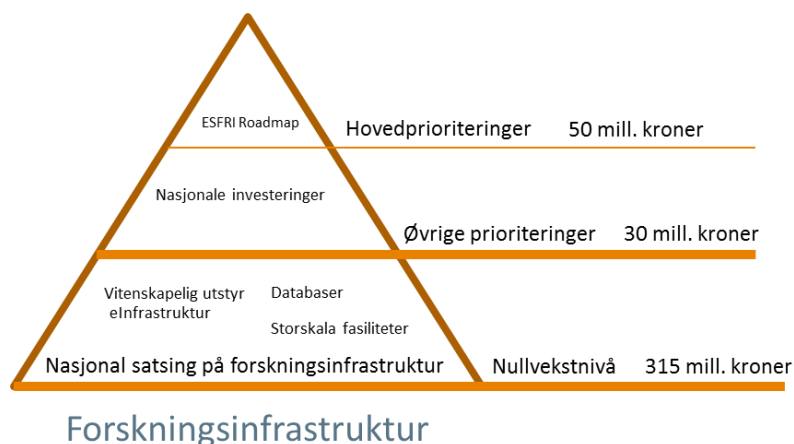 ESFRI Roadmap
Hovedprioriteringer 50 mill. kroner
Nasjonale investeringer
Øvrige prioriteringer 30 mill. kroner
Vitenskapelig utstyr Databaser
eInfrastruktur
Storskala fasiliteter
Nasjonal satsing på forskningsinfrastruktur Nullvekstnivå 315 mill. kroner
Forskningsinfrastruktur